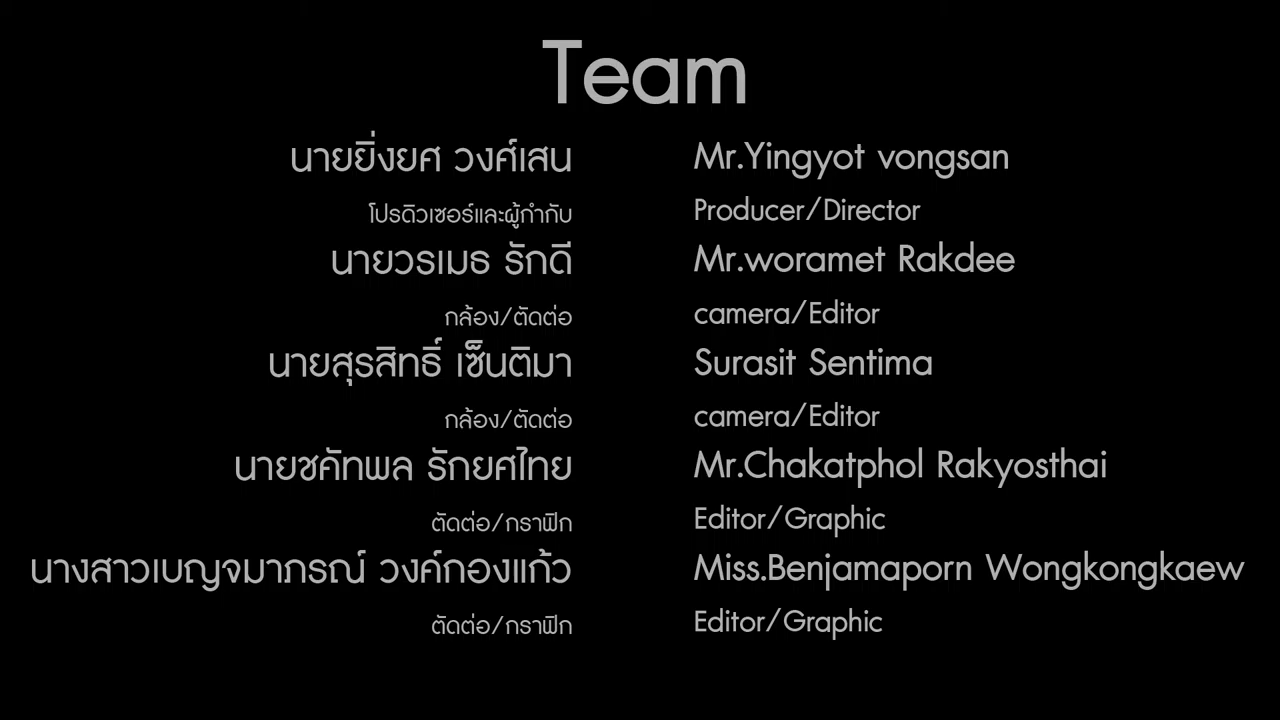 Team
นายยิ่งยศ วงศ์เสน Mr.Yingyot vongsan
โปรดิวเซอร์และผู้กำกับ Producer/Director
นายวรเมธ รักดี Mr.woramet Rakdee
กล้อง/ตัดต่อ camera/Editor
นายสุรสิทธิ์ เซ็นติมา Surasit Sentima
กล้อง/ตัดต่อ camera/Editor
นายชคัทพล รักยศไทย Mr.Chakatphol Rakyosthai
ตัดต่อ/กราฟิก Editor/Graphic
นางสาวเบญจมาภรณ์ วงค์กองแก้ว Miss.Benjamaporn Wongkongkaew
ตัดต่อ/กราฟิก Editor/Graphic